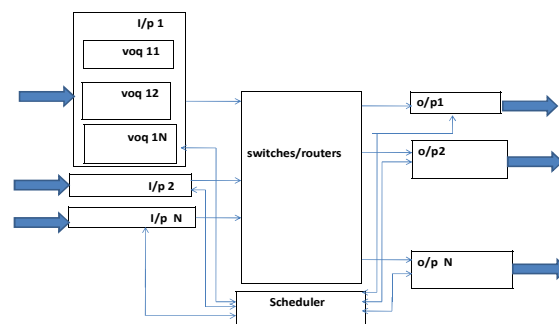 I/p 1
voq 11
voq 12
voq 1N
I/p 2
I/p N
switches/routers
Scheduler
o/p1
o/p2
o/p N